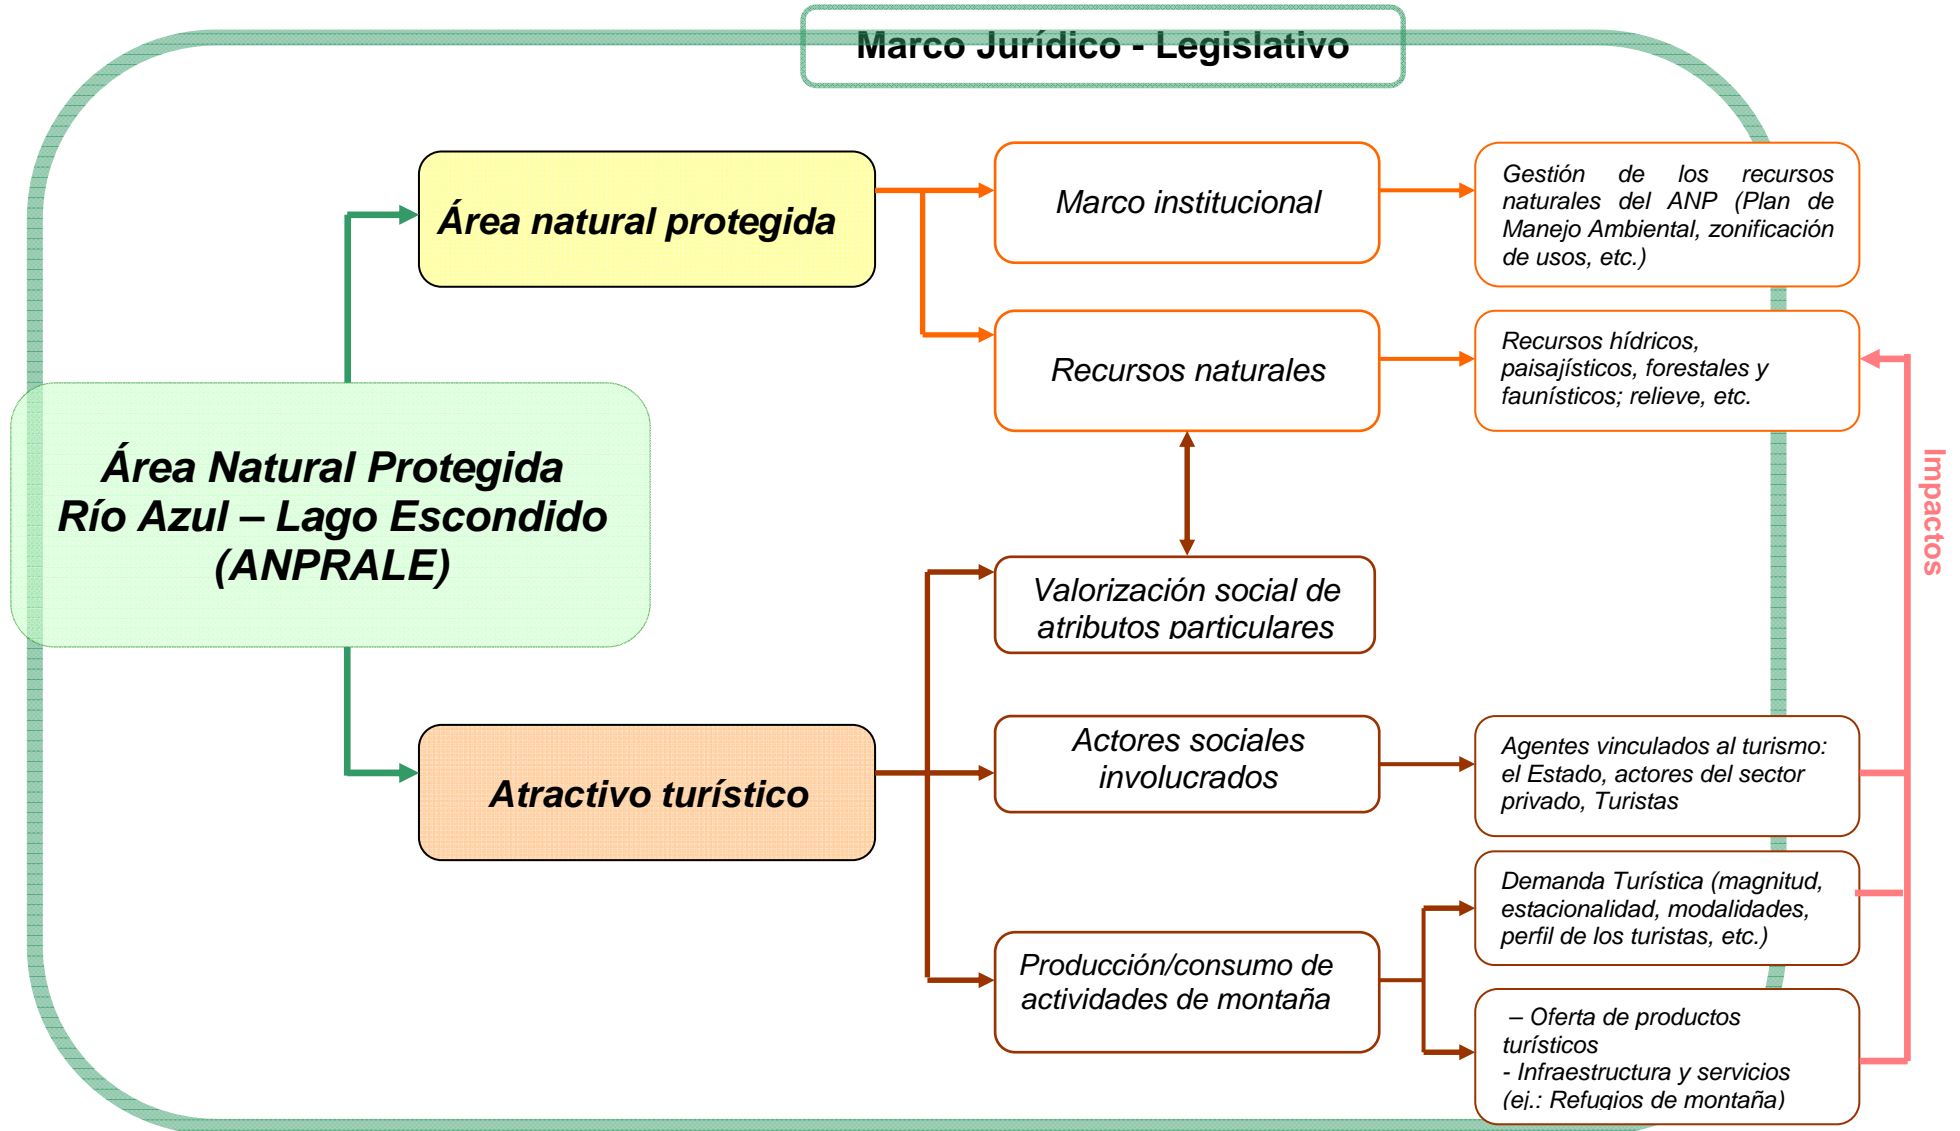 Marco Jurídico - Legislativo
Área natural protegida
Marco institucional
Gestión de los recursos
naturales del ANP (Plan de
Manejo Ambiental, zonificación
de usos, etc.)
Recursos naturales
Recursos hídricos,
paisajísticos, forestales y
faunísticos; relieve, etc.
Impactos
Área Natural Protegida
Río Azul – Lago Escondido
(ANPRALE)
Valorización social de
atributos particulares
Atractivo turístico
Actores sociales
involucrados
Agentes vinculados al turismo:
el Estado, actores del sector
privado, Turistas
Producción/consumo de
actividades de montaña
Demanda Turística (magnitud,
estacionalidad, modalidades,
perfil de los turistas, etc.)
– Oferta de productos
turísticos
- Infraestructura y servicios
(ej.: Refugios de montaña)